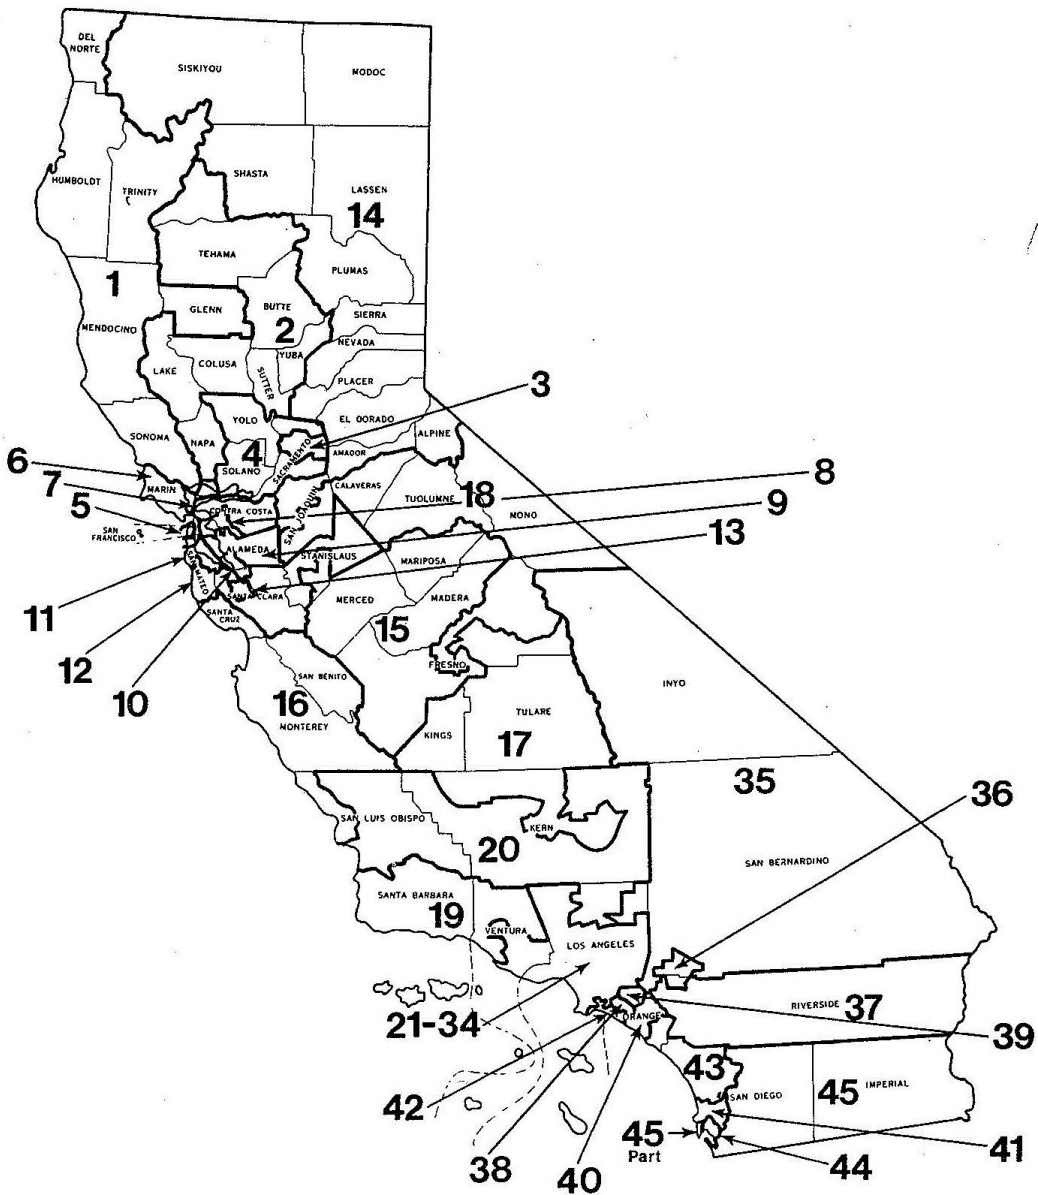 DEL
NORTE
SISKIYOU
MODOC
HUMBOLDT
TRINITY
SHASTA
LASSEN
14
TEHAMA
PLUMAS
1
GLENN
BUTTE
2
SIERRA
MENDOCINO
NEVADA
YUBA
LAKE
COLUSA
SUTTER
PLACER
3
YOLO
EL DORADO
SONOMA
NAPA
4
SACRAMENTO
ALPINE
AMADOR
6
SOLANO
8
7
MARIN
CALAVERAS
18
TUOLUMNE
9
5
CONTRA COSTA
SAN JOAQUIN
MONO
SAN
FRANCISCO
13
ALAMEDA
STANISLAUS
MARIPOSA
SAN MATEO
11
SANTA CLARA
MERCED
MADERA
SANTA
CRUZ
15
12
FRESNO
10
SAN BENITO
INYO
16
MONTEREY
TULARE
KINGS
17
35
36
SAN LUIS OBISPO
KERN
20
SAN BERNARDINO
SANTA BARBARA
19
VENTURA
LOS ANGELES
RIVERSIDE
37
21-34
ORANGE
39
43
42
SAN DIEGO
45
IMPERIAL
45
Part
41
38
40
44